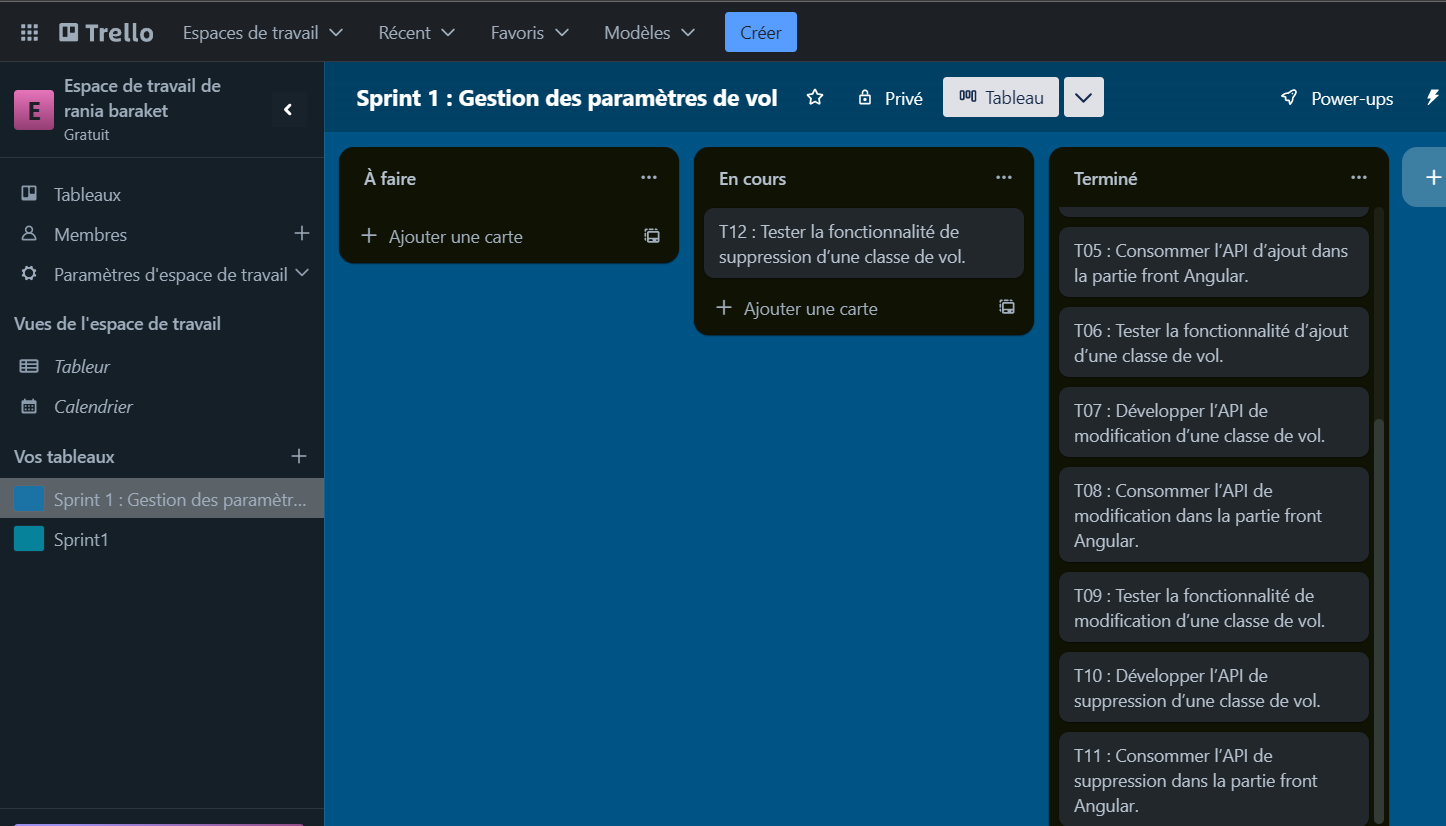 Trello
Espaces de travail
Récent
Favoris
Modèles
Créer
E
Espace de travail de
rania baraket
Gratuit
Tableaux
Membres
Paramètres d'espace de travail
Vues de l'espace de travail
Tableur
Calendrier
Vos tableaux
Sprint 1 : Gestion des paramètr...
Sprint1
Sprint 1 : Gestion des paramètres de vol
Privé
Tableau
Power-ups
À faire
Ajouter une carte
En cours
T12 : Tester la fonctionnalité de
suppression d’une classe de vol.
Ajouter une carte
Terminé
T05 : Consommer l’API d’ajout dans
la partie front Angular.
T06 : Tester la fonctionnalité d’ajout
d’une classe de vol.
T07 : Développer l’API de
modification d’une classe de vol.
T08 : Consommer l’API de
modification dans la partie front
Angular.
T09 : Tester la fonctionnalité de
modification d’une classe de vol.
T10 : Développer l’API de
suppression d’une classe de vol.
T11 : Consommer l’API de
suppression dans la partie front
Angular.